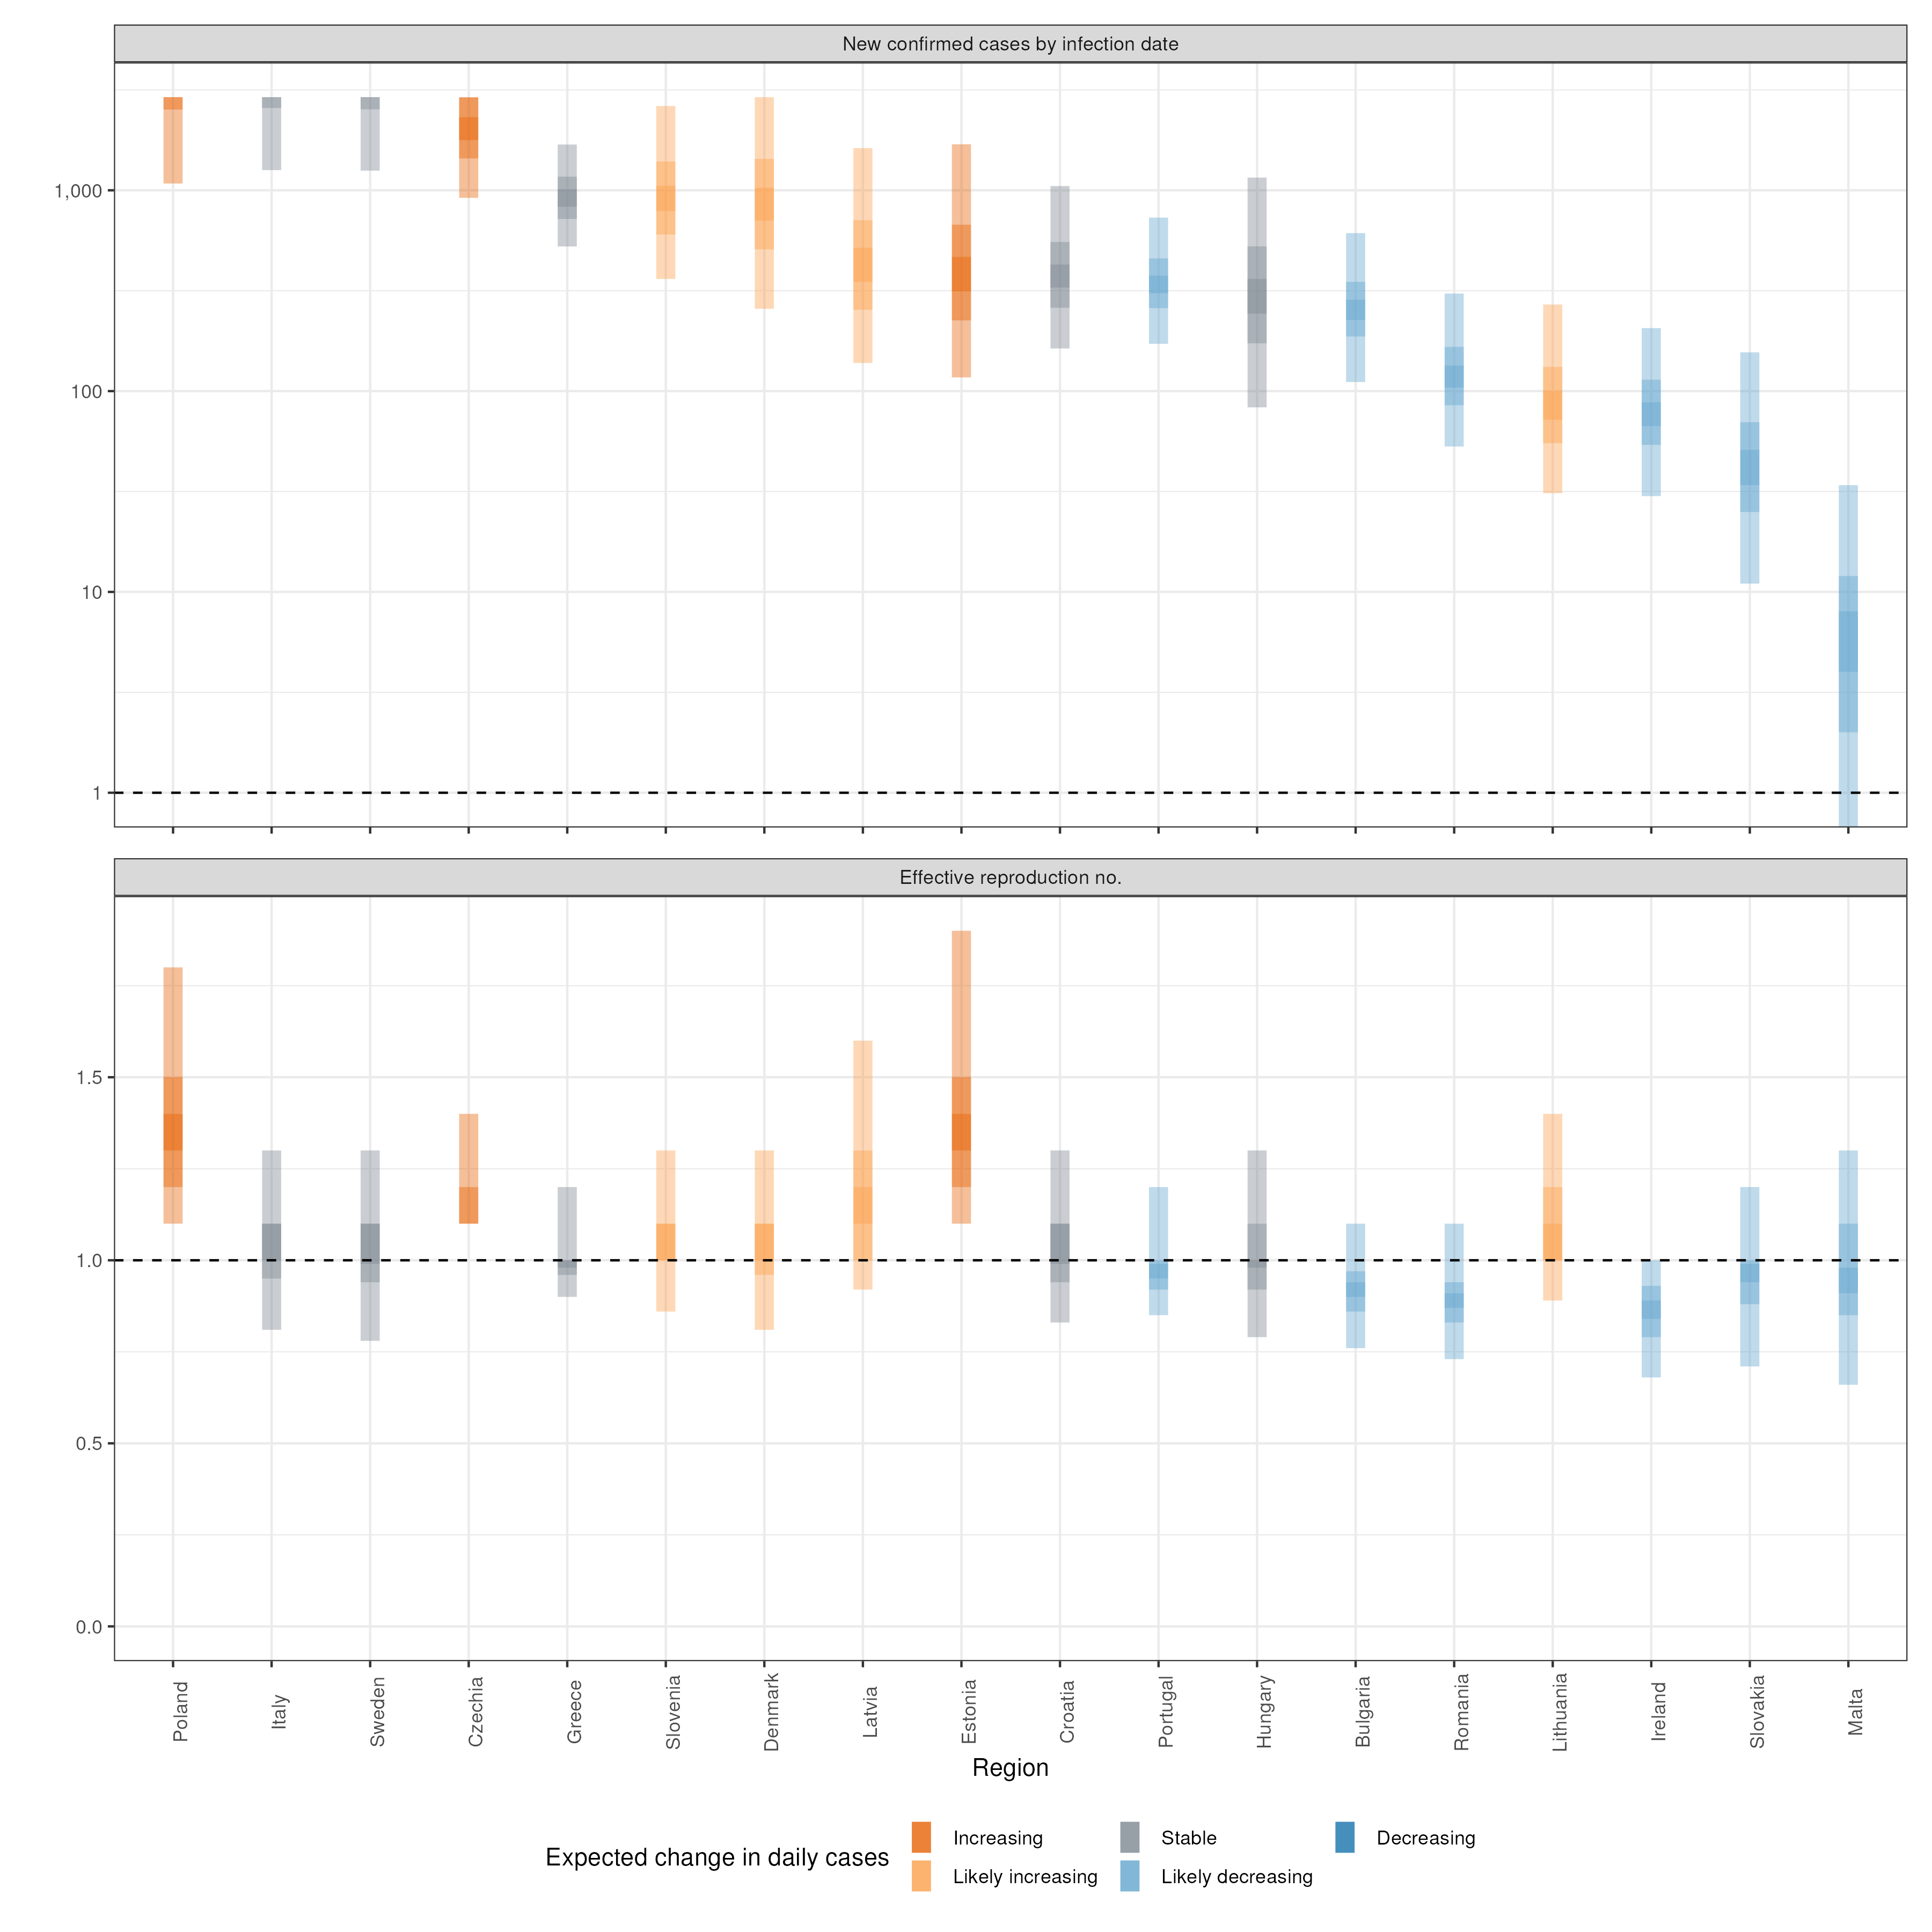 New confirmed cases by infection date
1,000
100
10
1
Effective reproduction no.
1.5
1.0
0.5
0.0
Poland
Italy
Sweden
Czechia
Greece
Slovenia
Denmark
Latvia
Estonia
Croatia
Portugal
Hungary
Bulgaria
Romania
Lithuania
Ireland
Slovakia
Malta
Region
Expected change in daily cases
Increasing
Likely increasing
Stable
Likely decreasing
Decreasing